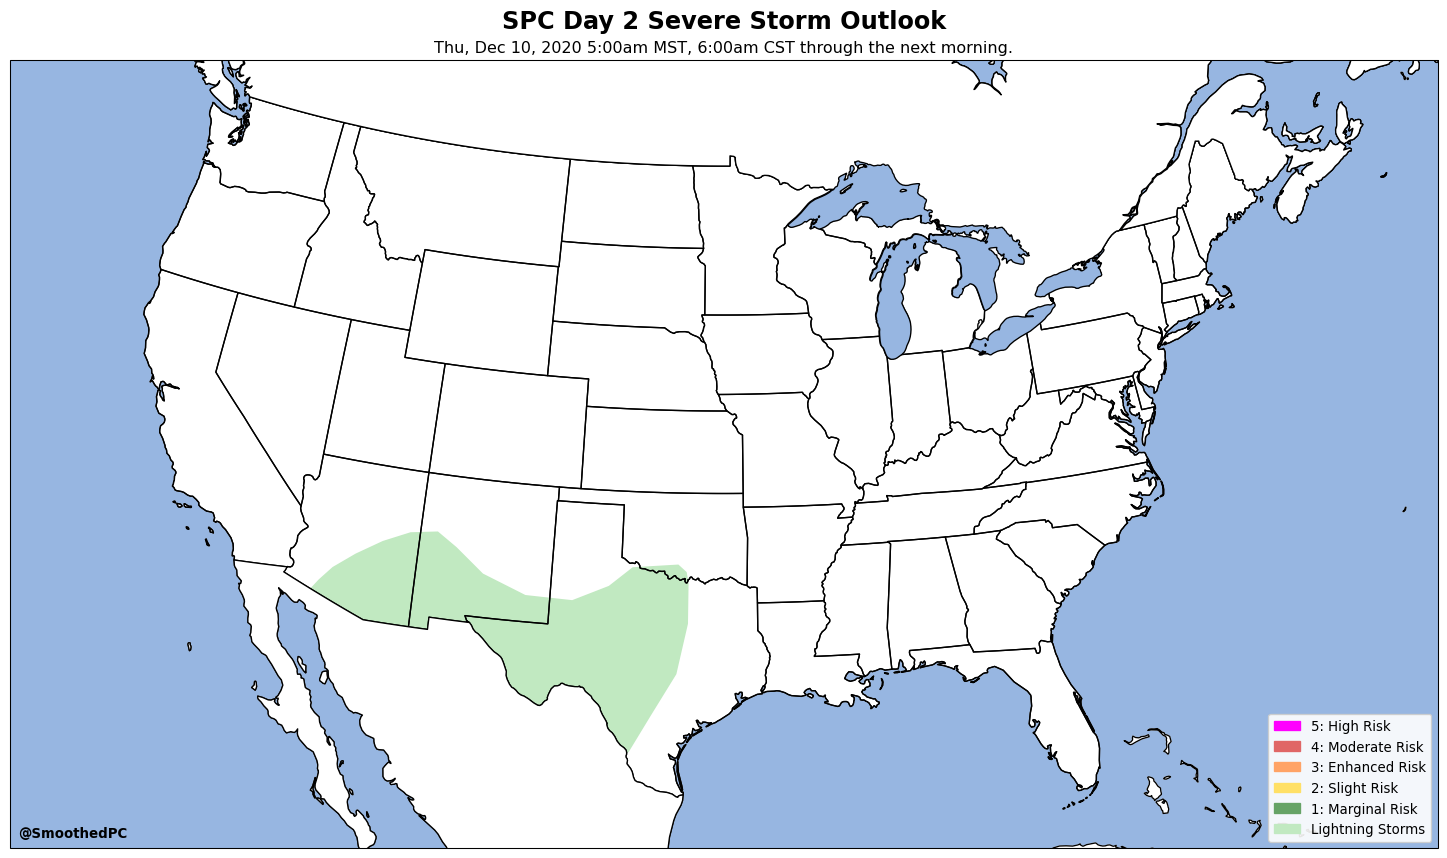 SPC Day 2 Severe Storm Outlook
Thu, Dec 10, 2020 5:00am MST, 6:00am CST through the next morning.
5: High Risk
4: Moderate Risk
3: Enhanced Risk
2: Slight Risk
1: Marginal Risk
Lightning Storms
@SmoothedPC